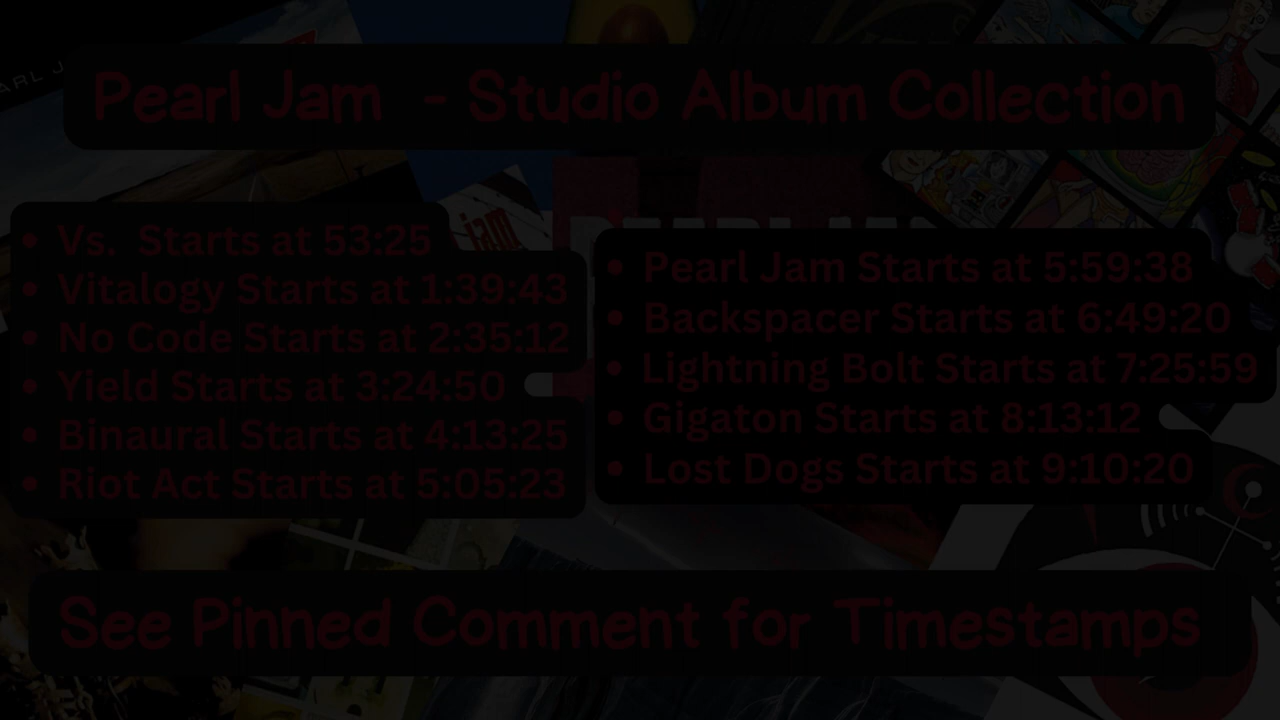 Pearl Jam - Studio Album Collection
• Vs. Starts at 53:25
• Vitalogy Starts at 1:39:43
• No Code Starts at 2:35:12
• Yield Starts at 3:24:50
• Binaural Starts at 4:13:25
• Riot Act Starts at 5:05:23
• Pearl Jam Starts at 5:59:38
• Backspacer Starts at 6:49:20
• Lightning Bolt Starts at 7:25:59
• Gigaton Starts at 8:13:12
• Lost Dogs Starts at 9:10:20
See Pinned Comment for Timestamps
jam